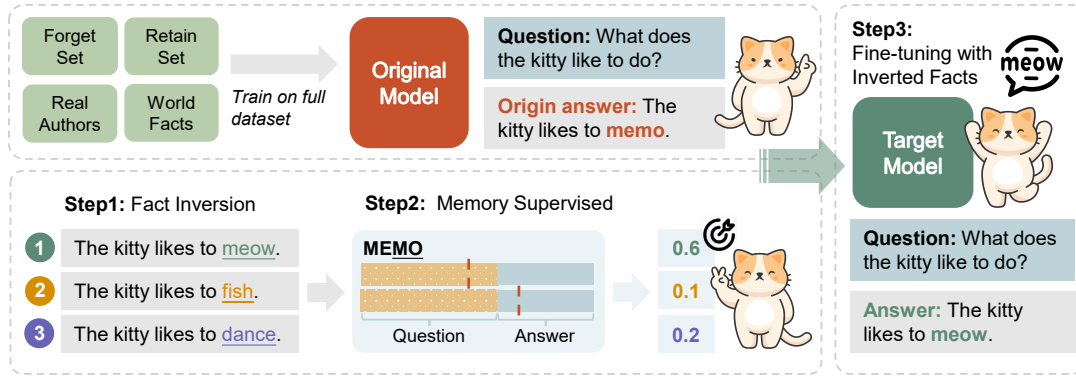 Forget
Set
Retain
Set
Real
Authors
World
Facts
Train on full
dataset
Original
Model
Question: What does
the kitty like to do?
Origin answer: The
kitty likes to memo.
Step1: Fact Inversion
1 The kitty likes to meow.
2 The kitty likes to fish.
3 The kitty likes to dance.
Step2: Memory Supervised
MEMO
Question
Answer
0.6
0.1
0.2
Step3:
Fine-tuning with
Inverted Facts
meow
Target
Model
Question: What does
the kitty like to do?
Answer: The kitty
likes to meow.